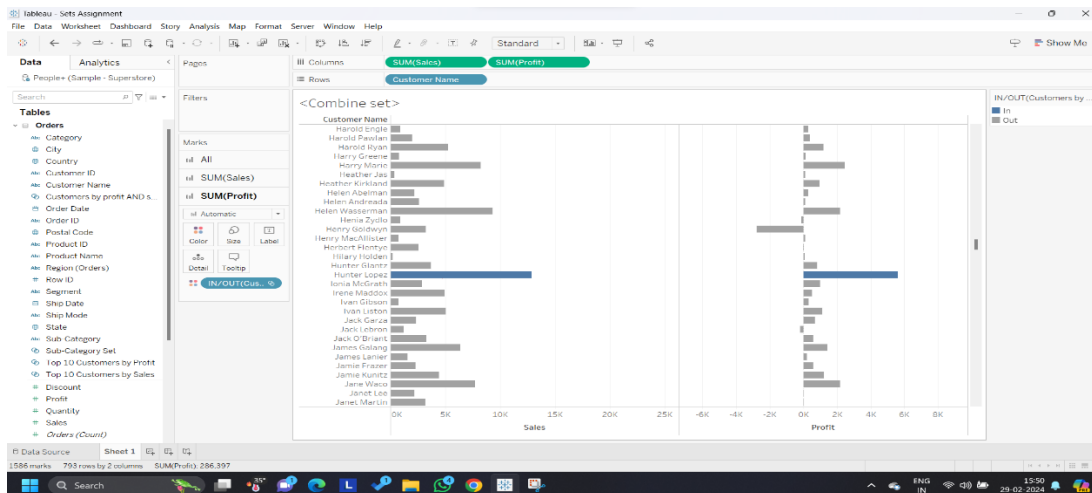 Tableau - Sets Assignment
File Data Worksheet Dashboard Story Analysis Map Format Server Window Help
Standard
Show Me
Data Analytics
Pages
Columns SUM(Sales) SUM(Profit)
People+ (Sample - Superstore)
Rows Customer Name
Search
Filters
<Combine set>
IN/OUT(Customers by ...
In
Out
Tables
Orders
Abc Category
City
Country
Abc Customer ID
Abc Customer Name
Customers by profit AND s...
Order Date
Abc Order ID
Postal Code
Abc Product ID
Abc Product Name
Abc Region (Orders)
# Row ID
Abc Segment
Ship Date
Abc Ship Mode
State
Abc Sub-Category
Sub-Category Set
Top 10 Customers by Profit
Top 10 Customers by Sales
# Discount
# Profit
# Quantity
# Sales
# Orders (Count)
Marks
All
SUM(Sales)
SUM(Profit)
Automatic
Color Size Label
Detail Tooltip
IN/OUT(Cus..
Customer Name
Harold Engle
Harold Pawlan
Harold Ryan
Harry Greene
Harry Marie
Heather Jas
Heather Kirkland
Helen Abelman
Helen Andreada
Helen Wasserman
Henia Zydlo
Henry Goldwyn
Henry MacAllister
Herbert Flentye
Hilary Holden
Hunter Glantz
Hunter Lopez
Ionia McGrath
Irene Maddox
Ivan Gibson
Ivan Liston
Jack Garza
Jack Lebron
Jack O'Briant
James Galang
James Lanier
Jamie Frazer
Jamie Kunitz
Jane Waco
Janet Lee
Janet Martin
0K 5K 10K 15K 20K 25K -6K -4K -2K 0K 2K 4K 6K 8K
Sales Profit
Data Source Sheet 1
1586 marks 793 rows by 2 columns SUM(Profit): 286,397
Search
35°
ENG
IN
15:50
29-02-2024